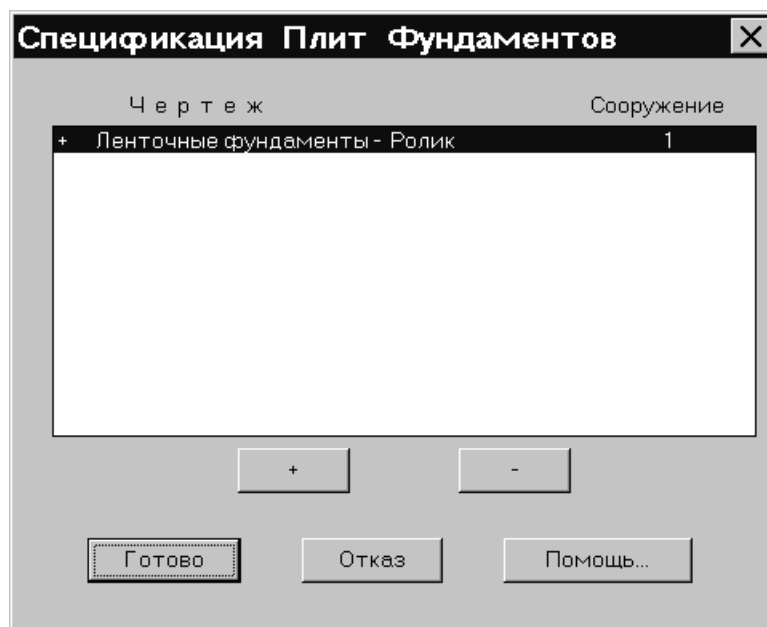 Спецификация Плит Фундаментов
Чертеж Сооружение
+ Ленточные фундаменты - Ролик 1
+ -
Готово Отказ Помощь...